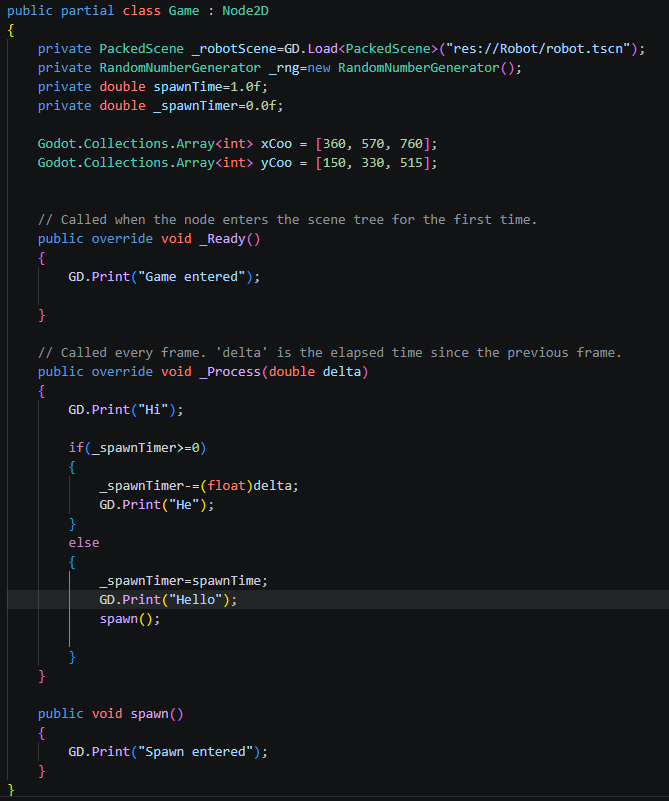 public partial class Game : Node2D
{
    private PackedScene _robotScene=GD.Load<PackedScene>("res://Robot/robot.tscn");
    private RandomNumberGenerator _rng=new RandomNumberGenerator();
    private double spawnTime=1.0f;
    private double _spawnTimer=0.0f;

    Godot.Collections.Array<int> xCoo = [360, 570, 760];
    Godot.Collections.Array<int> yCoo = [150, 330, 515];


    // Called when the node enters the scene tree for the first time.
    public override void _Ready()
    {
        GD.Print("Game entered");

    }

    // Called every frame. 'delta' is the elapsed time since the previous frame.
    public override void _Process(double delta)
    {
        GD.Print("Hi");

        if(_spawnTimer>=0)
        {
            _spawnTimer-=(float)delta;
            GD.Print("He");
        }
        else
        {
            _spawnTimer=spawnTime;
            GD.Print("Hello");
            spawn();

        }
    }

    public void spawn()
    {
        GD.Print("Spawn entered");
    }
}